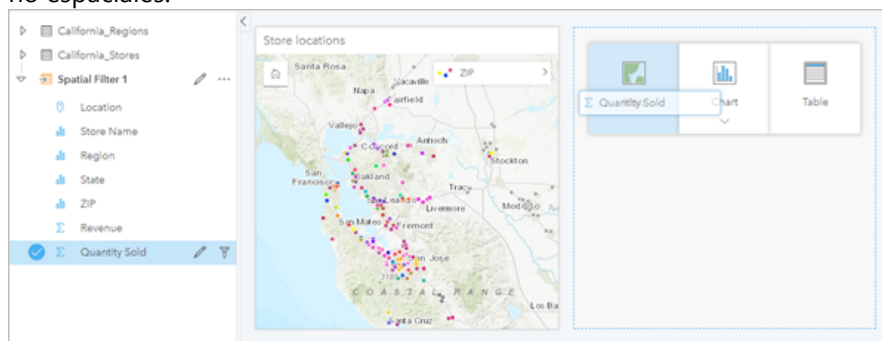 no-espaciales.
California_Regions
California_Stores
Spatial Filter 1
Location
Store Name
Region
State
ZIP
Revenue
Quantity Sold
Store locations
ZIP
Santa Rosa
Vacaville
Napa
Fairfield
Vallejo
Concord
Antioch
Stockton
San Francisco
Oakland
Tracy
San Leandro
Livermore
Modesto
San Mateo
Fremont
San Jose
COASTAL RANGE
Los Ba
Santa Cruz
Quantity Sold
Chart
Table